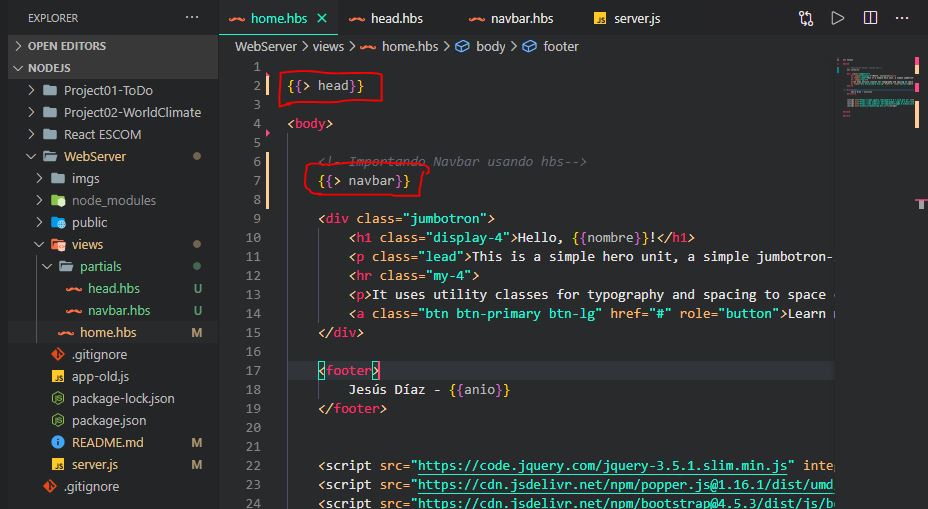 EXPLORER
···
home.hbs ×
head.hbs
navbar.hbs
JS server.js
···
OPEN EDITORS
WebServer > views > home.hbs > body > footer
NODEJS
Project01-ToDo
Project02-WorldClimate
React ESCOM
WebServer
imgs
node_modules
public
views
partials
head.hbs U
navbar.hbs U
home.hbs M
.gitignore
JS app-old.js
package-lock.json
package.json
README.md M
JS server.js M
.gitignore
1
2 {{> head}}
3
4 <body>
5
6 <!-- Importando Navbar usando hbs-->
7 {{> navbar}}
8
9 <div class="jumbotron">
10 <h1 class="display-4">Hello, {{nombre}}!</h1>
11 <p class="lead">This is a simple hero unit, a simple jumbotron-
12 <hr class="my-4">
13 <p>It uses utility classes for typography and spacing to space
14 <a class="btn btn-primary btn-lg" href="#" role="button">Learn
15 </div>
16
17 <footer>
18 Jesús Díaz - {{anio}}
19 </footer>
20
21
22 <script src="https://code.jquery.com/jquery-3.5.1.slim.min.js" inte
23 <script src="https://cdn.jsdelivr.net/npm/popper.js@1.16.1/dist/umd
24 <script src="https://cdn.jsdelivr.net/npm/bootstrap@4.5.3/dist/js/b